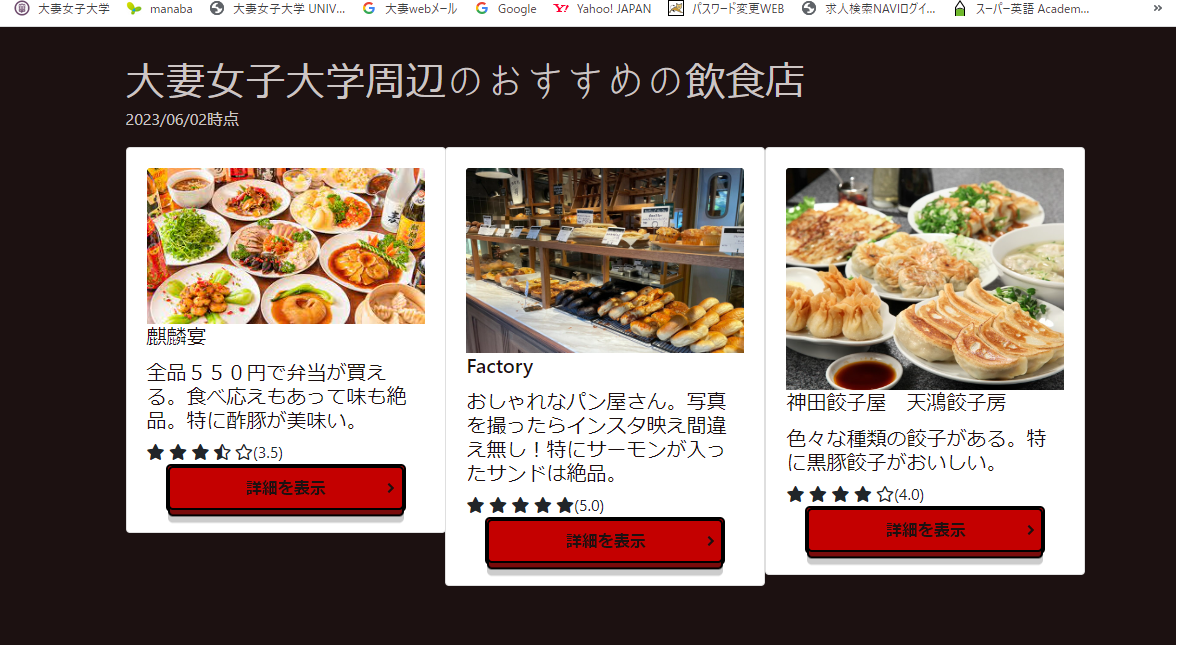 大妻女子大学 manaba 大妻女子大学 UNIV... 大妻webメール Google Yahoo! JAPAN パスワード変更WEB 求人検索NAVIログイ... スーパー英語 Academ... »
大妻女子大学周辺のおすすめの飲食店
2023/06/02時点
麒麟宴
全品５５０円で弁当が買え
る。食べ応えもあって味も絶
品。特に酢豚が美味い。
(3.5)
詳細を表示
Factory
おしゃれなパン屋さん。写真
を撮ったらインスタ映え間違
え無し！特にサーモンが入っ
たサンドは絶品。
(5.0)
詳細を表示
神田餃子屋　天鴻餃子房
色々な種類の餃子がある。特
に黒豚餃子がおいしい。
(4.0)
詳細を表示